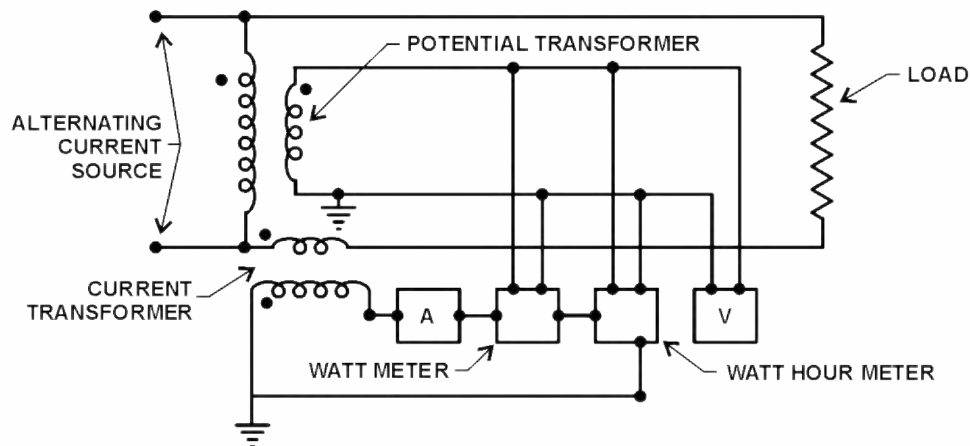 POTENTIAL TRANSFORMER
LOAD
ALTERNATING
CURRENT
SOURCE
CURRENT
TRANSFORMER
A
V
WATT METER
WATT HOUR METER